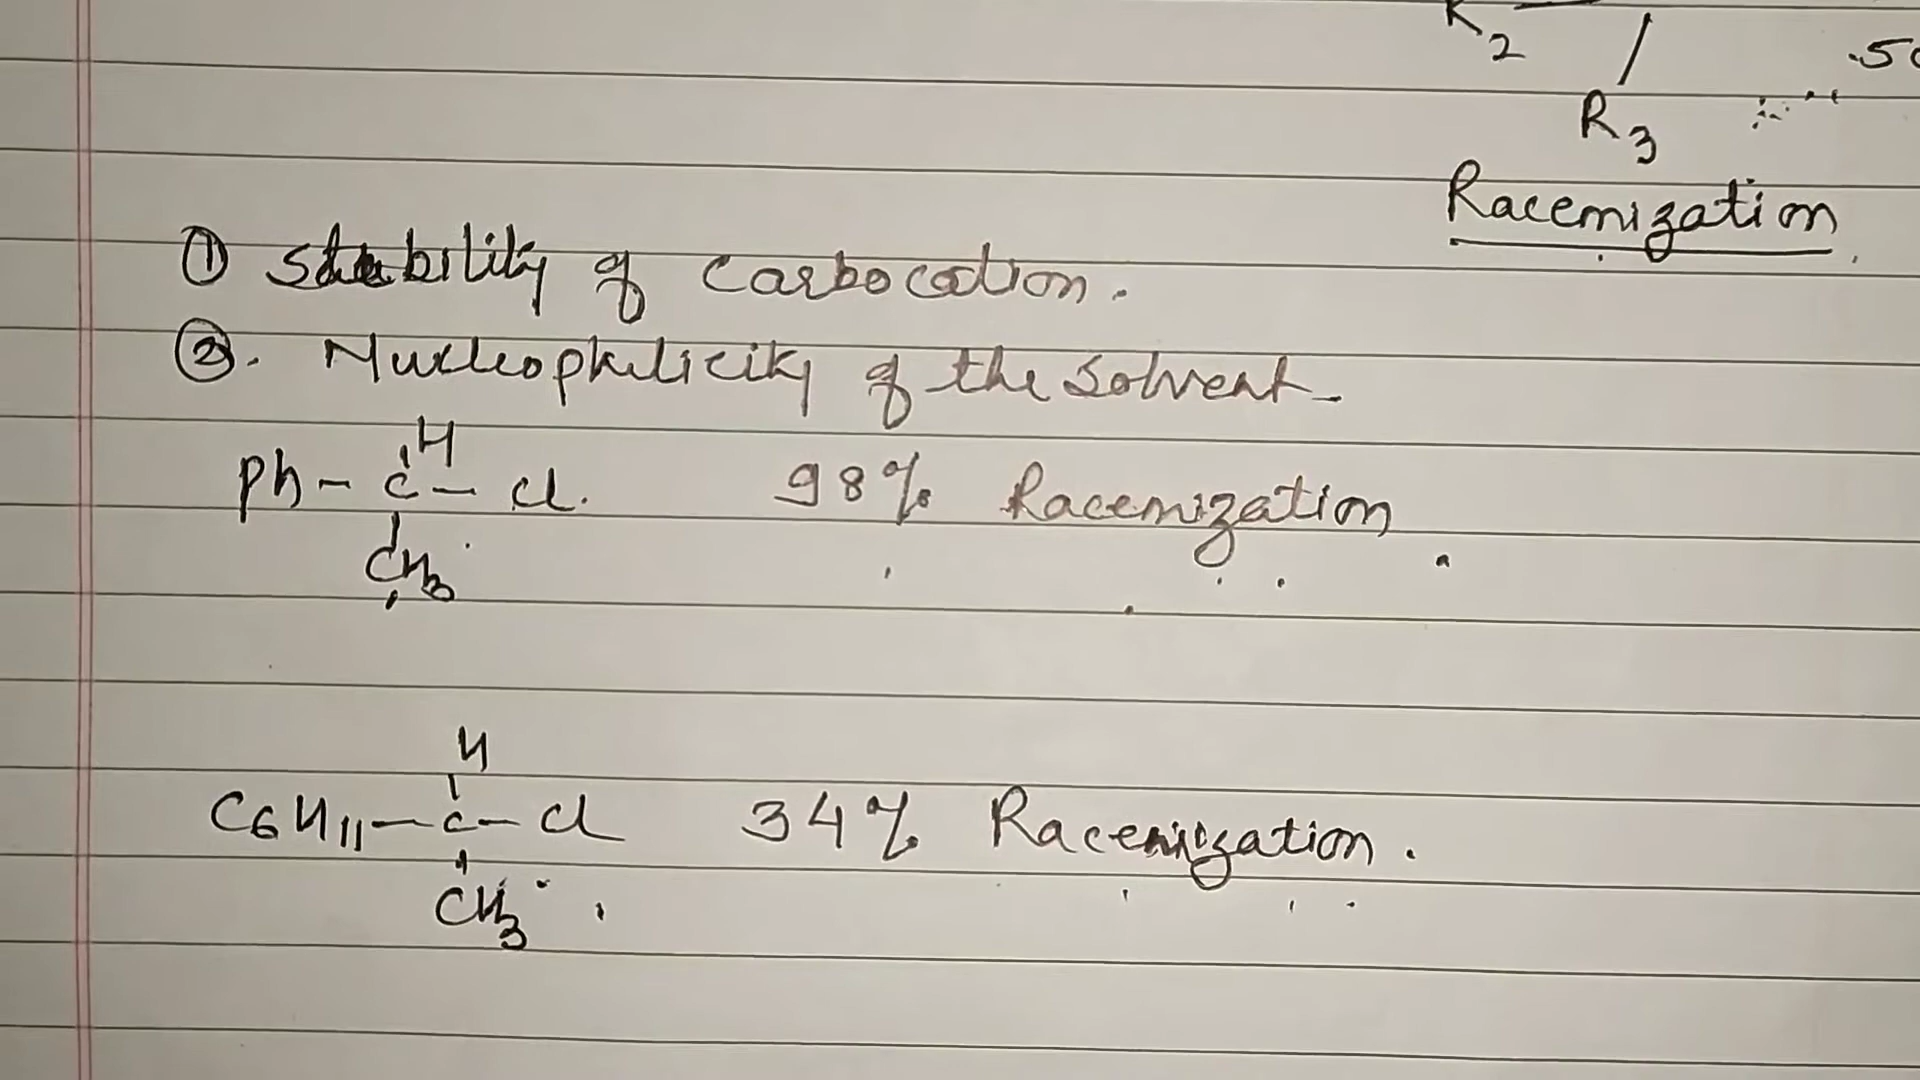 R2
.50
R3
Racemization
① Stability of Carbocation.
②. Nucleophilicity of the Solvent-
H
Ph - C - Cl. 98% Racemization
CH3
H
C6H11 - C - Cl 34% Racemization.
CH3